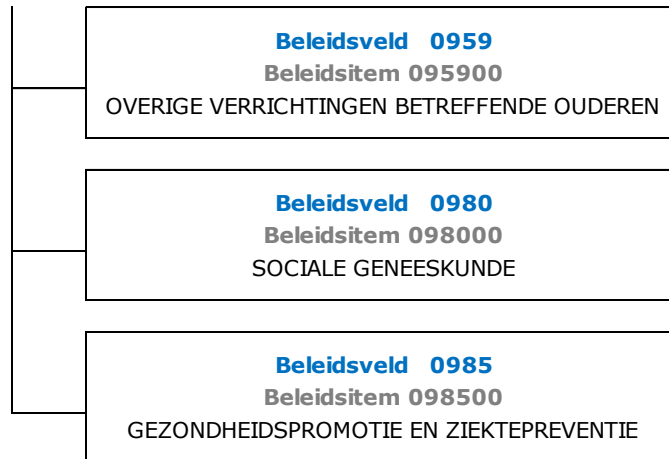 Beleidsveld 0959
Beleidsitem 095900
OVERIGE VERRICHTINGEN BETREFFENDE OUDEREN
Beleidsveld 0980
Beleidsitem 098000
SOCIALE GENEESKUNDE
Beleidsveld 0985
Beleidsitem 098500
GEZONDHEIDSPROMOTIE EN ZIEKTEPREVENTIE